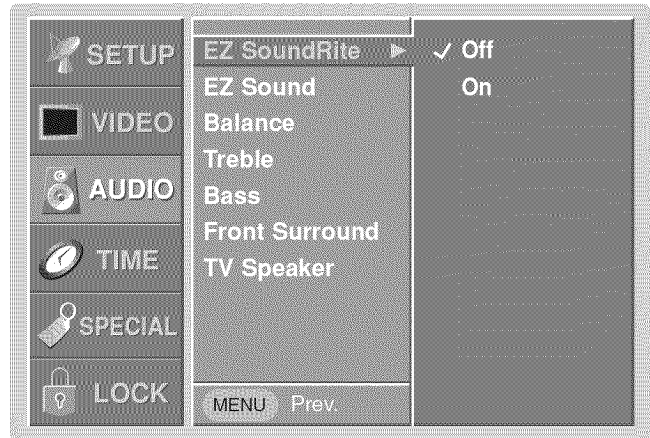 SETUP
VIDEO
AUDIO
TIME
SPECIAL
LOCK
EZ SoundRite
EZ Sound
Balance
Treble
Bass
Front Surround
TV Speaker
MENU Prev.
Off
On